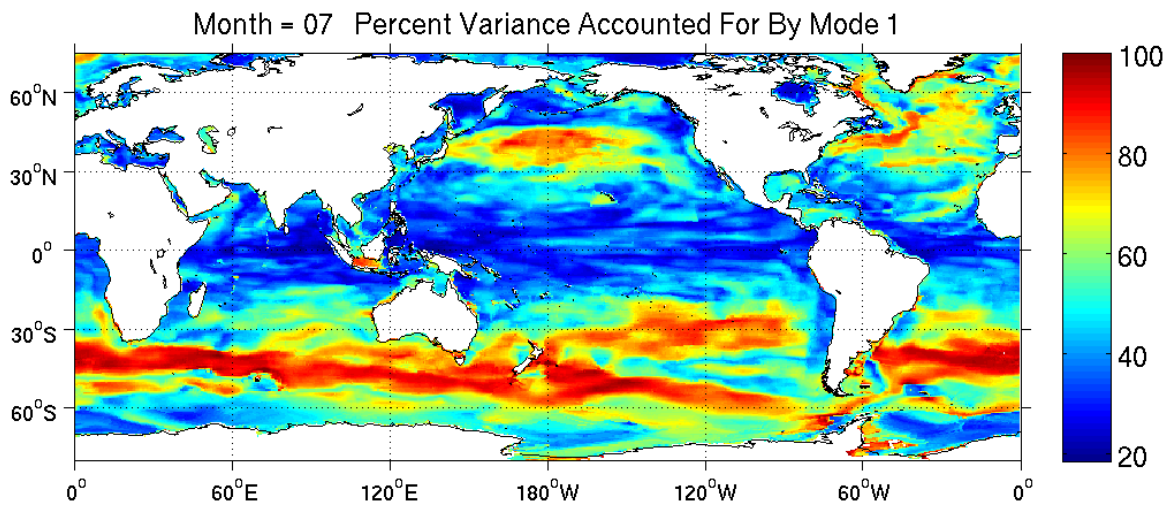 Month = 07 Percent Variance Accounted For By Mode 1
60°N
30°N
0°
30°S
60°S
0° 60°E 120°E 180°W 120°W 60°W 0°
100
80
60
40
20